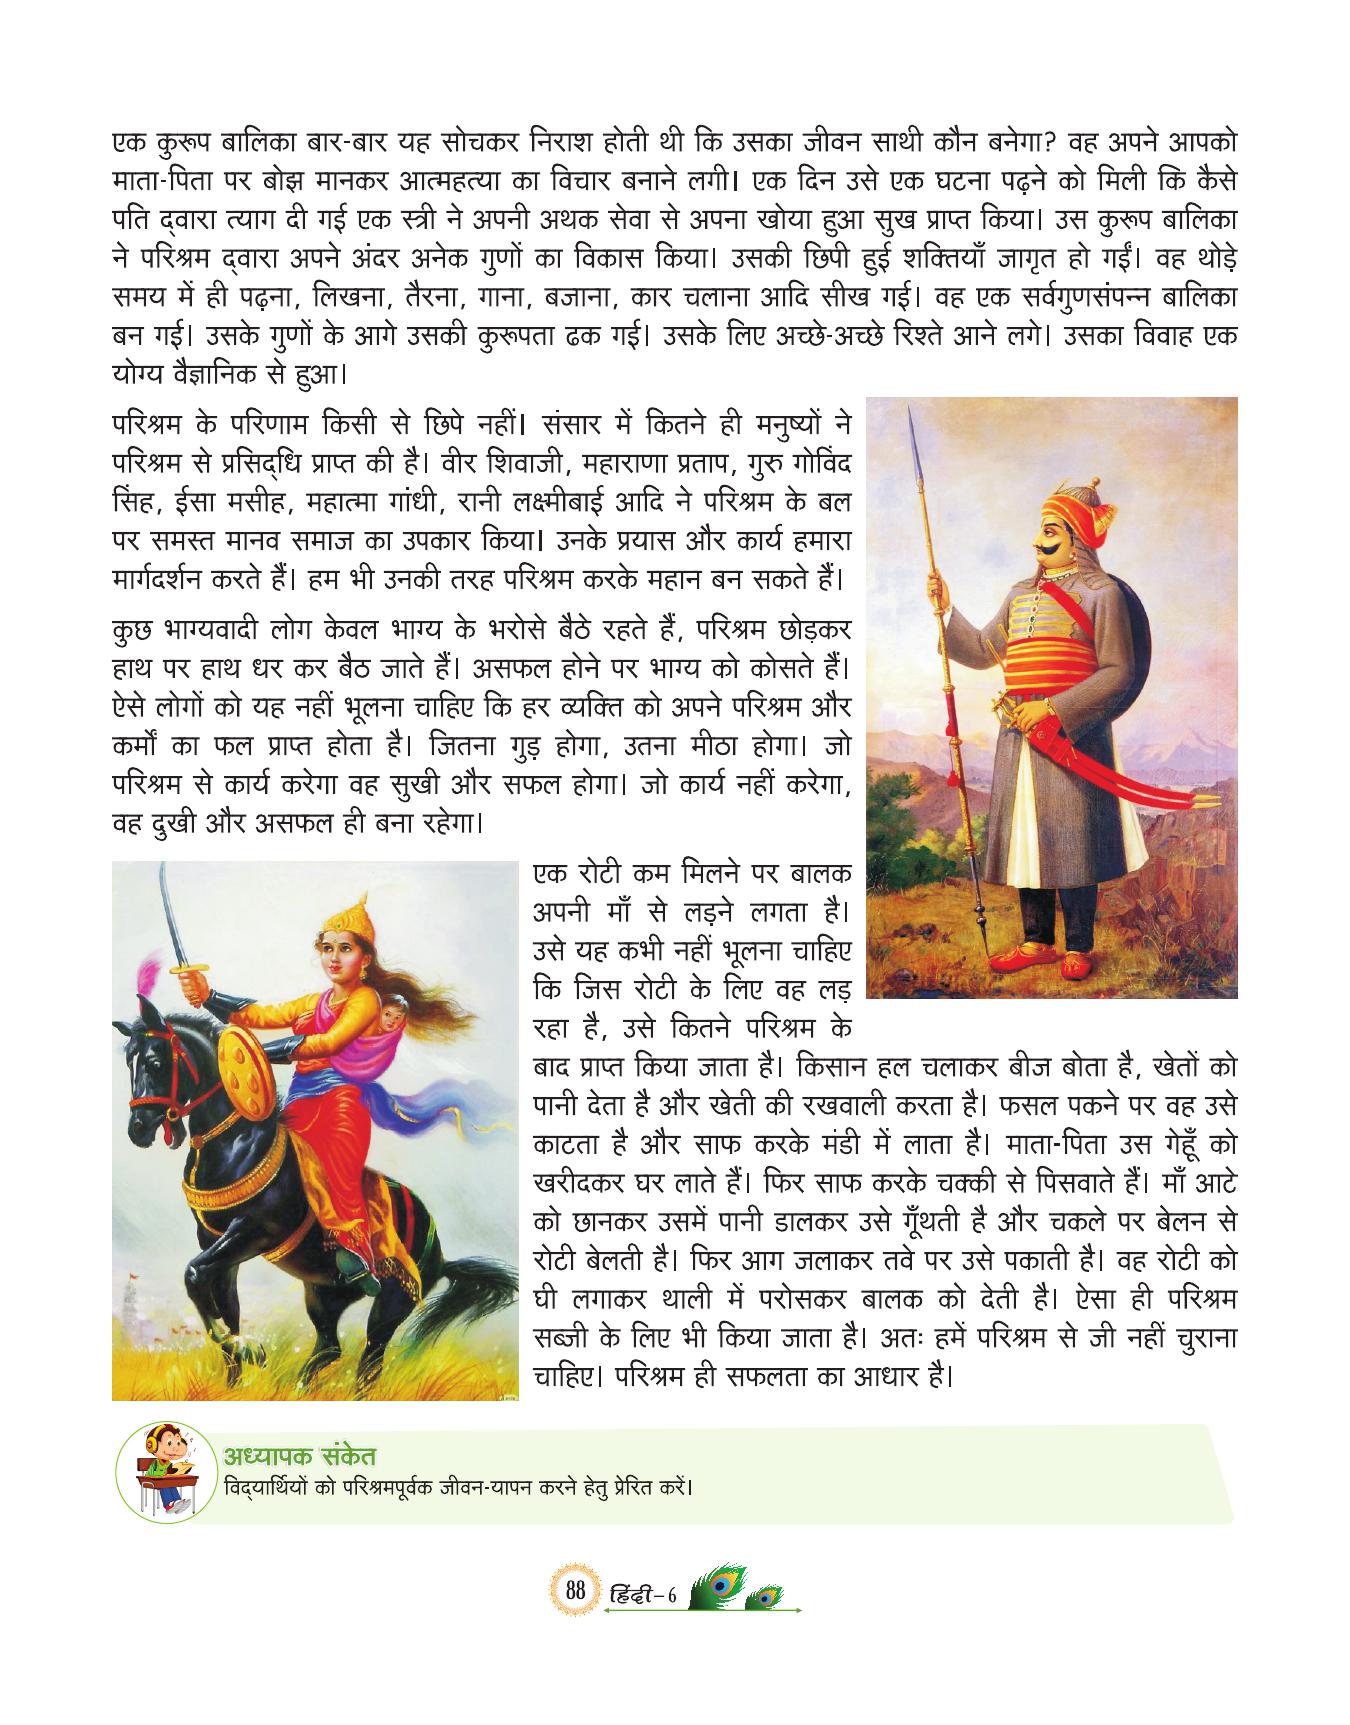 एक कुरूप बालिका बार-बार यह सोचकर निराश होती थी कि उसका जीवन साथी कौन बनेगा? वह अपने आपको
माता-पिता पर बोझ मानकर आत्महत्या का विचार बनाने लगी। एक दिन उसे एक घटना पढ़ने को मिली कि कैसे
पति द्वारा त्याग दी गई एक स्त्री ने अपनी अथक सेवा से अपना खोया हुआ सुख प्राप्त किया। उस कुरूप बालिका
ने परिश्रम द्वारा अपने अंदर अनेक गुणों का विकास किया। उसकी छिपी हुई शक्तियाँ जागृत हो गईं। वह थोड़े
समय में ही पढ़ना, लिखना, तैरना, गाना, बजाना, कार चलाना आदि सीख गई। वह एक सर्वगुणसंपन्न बालिका
बन गई। उसके गुणों के आगे उसकी कुरूपता ढक गई। उसके लिए अच्छे-अच्छे रिश्ते आने लगे। उसका विवाह एक
योग्य वैज्ञानिक से हुआ।
परिश्रम के परिणाम किसी से छिपे नहीं। संसार में कितने ही मनुष्यों ने
परिश्रम से प्रसिद्धि प्राप्त की है। वीर शिवाजी, महाराणा प्रताप, गुरु गोविंद
सिंह, ईसा मसीह, महात्मा गांधी, रानी लक्ष्मीबाई आदि ने परिश्रम के बल
पर समस्त मानव समाज का उपकार किया। उनके प्रयास और कार्य हमारा
मार्गदर्शन करते हैं। हम भी उनकी तरह परिश्रम करके महान बन सकते हैं।
कुछ भाग्यवादी लोग केवल भाग्य के भरोसे बैठे रहते हैं, परिश्रम छोड़कर
हाथ पर हाथ धर कर बैठ जाते हैं। असफल होने पर भाग्य को कोसते हैं।
ऐसे लोगों को यह नहीं भूलना चाहिए कि हर व्यक्ति को अपने परिश्रम और
कर्मों का फल प्राप्त होता है। जितना गुड़ होगा, उतना मीठा होगा। जो
परिश्रम से कार्य करेगा वह सुखी और सफल होगा। जो कार्य नहीं करेगा,
वह दुखी और असफल ही बना रहेगा।
एक रोटी कम मिलने पर बालक
अपनी माँ से लड़ने लगता है।
उसे यह कभी नहीं भूलना चाहिए
कि जिस रोटी के लिए वह लड़
रहा है, उसे कितने परिश्रम के
बाद प्राप्त किया जाता है। किसान हल चलाकर बीज बोता है, खेतों को
पानी देता है और खेती की रखवाली करता है। फसल पकने पर वह उसे
काटता है और साफ करके मंडी में लाता है। माता-पिता उस गेहूँ को
खरीदकर घर लाते हैं। फिर साफ करके चक्की से पिसवाते हैं। माँ आटे
को छानकर उसमें पानी डालकर उसे गूँथती है और चकले पर बेलन से
रोटी बेलती है। फिर आग जलाकर तवे पर उसे पकाती है। वह रोटी को
घी लगाकर थाली में परोसकर बालक को देती है। ऐसा ही परिश्रम
सब्जी के लिए भी किया जाता है। अतः हमें परिश्रम से जी नहीं चुराना
चाहिए। परिश्रम ही सफलता का आधार है।
अध्यापक संकेत
विद्यार्थियों को परिश्रमपूर्वक जीवन-यापन करने हेतु प्रेरित करें।
88 हिंदी–6